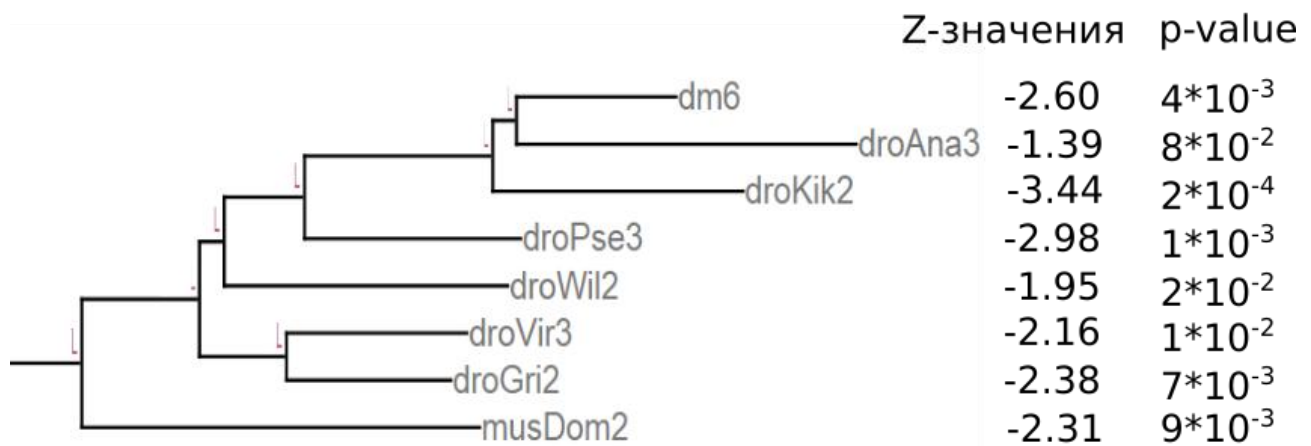 Z-значения p-value
dm6 -2.60 4*10⁻³
droAna3 -1.39 8*10⁻²
droKik2 -3.44 2*10⁻⁴
droPse3 -2.98 1*10⁻³
droWil2 -1.95 2*10⁻²
droVir3 -2.16 1*10⁻²
droGri2 -2.38 7*10⁻³
musDom2 -2.31 9*10⁻³